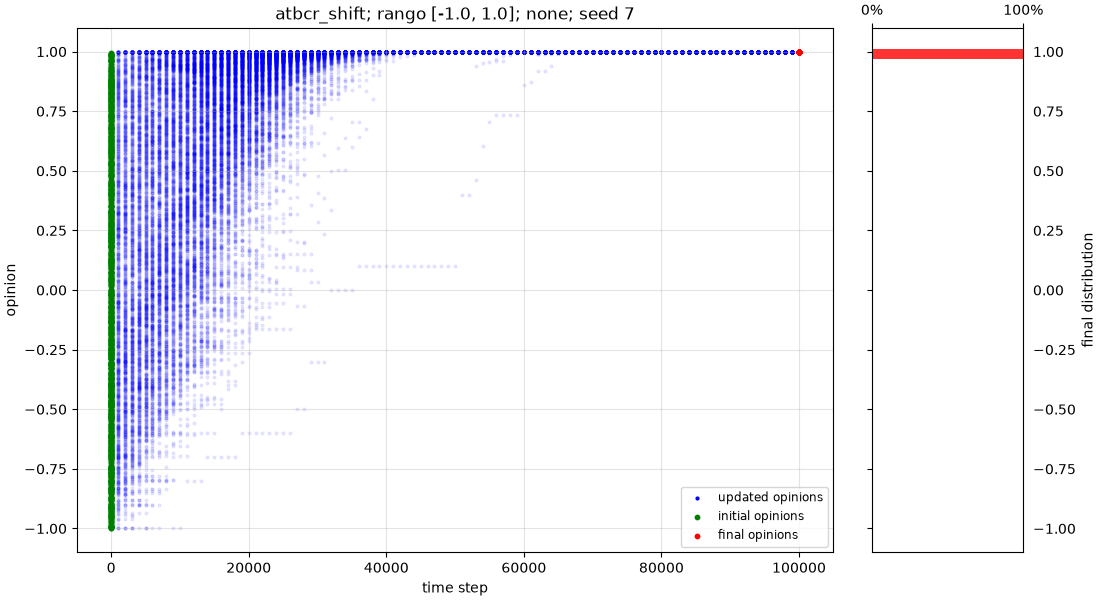 atbcr_shift; rango [-1.0, 1.0]; none; seed 7
0% 100%
1.00 1.00
0.75 0.75
0.50 0.50
0.25 0.25
0.00 0.00
−0.25 −0.25
−0.50 −0.50
−0.75 −0.75
−1.00 −1.00
opinion
final distribution
updated opinions
initial opinions
final opinions
0 20000 40000 60000 80000 100000
time step